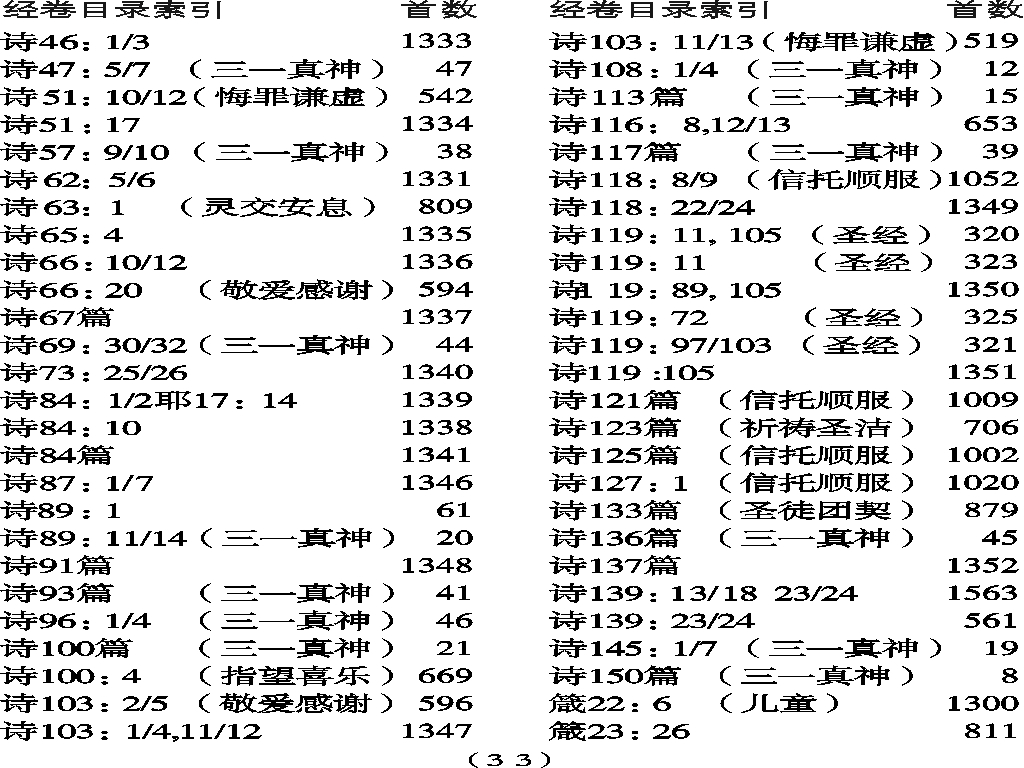 经卷目录索引 首数
诗46：1/3 1333
诗47：5/7 （三一真神） 47
诗51：10/12（悔罪谦虚） 542
诗51：17 1334
诗57：9/10 （三一真神） 38
诗62：5/6 1331
诗63：1 （灵交安息） 809
诗65：4 1335
诗66：10/12 1336
诗66：20 （敬爱感谢） 594
诗67篇 1337
诗69：30/32（三一真神） 44
诗73：25/26 1340
诗84：1/2耶17：14 1339
诗84：10 1338
诗84篇 1341
诗87：1/7 1346
诗89：1 61
诗89：11/14（三一真神） 20
诗91篇 1348
诗93篇 （三一真神） 41
诗96：1/4 （三一真神） 46
诗100篇 （三一真神） 21
诗100：4 （指望喜乐） 669
诗103：2/5 （敬爱感谢） 596
诗103：1/4,11/12 1347
经卷目录索引 首数
诗103：11/13（悔罪谦虚）519
诗108：1/4 （三一真神） 12
诗113篇 （三一真神） 15
诗116： 8,12/13 653
诗117篇 （三一真神） 39
诗118：8/9 （信托顺服）1052
诗118：22/24 1349
诗119：11, 105 （圣经） 320
诗119：11 （圣经） 323
诗1 19：89, 105 1350
诗119：72 （圣经） 325
诗119：97/103 （圣经） 321
诗119 :105 1351
诗121篇 （信托顺服） 1009
诗123篇 （祈祷圣洁） 706
诗125篇 （信托顺服） 1002
诗127：1 （信托顺服） 1020
诗133篇 （圣徒团契） 879
诗136篇 （三一真神） 45
诗137篇 1352
诗139：13/18 23/24 1563
诗139：23/24 561
诗145：1/7 （三一真神） 19
诗150篇 （三一真神） 8
箴22：6 （儿童） 1300
箴23：26 811
（3 3）